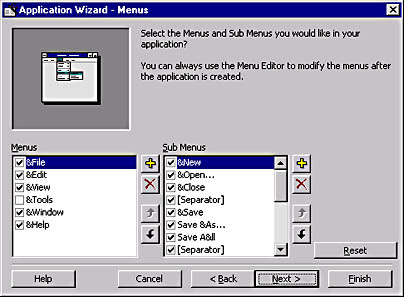 Application Wizard - Menus
Select the Menus and Sub Menus you would like in your
application?
You can always use the Menu Editor to modify the menus after
the application is created.
Menus
&File
&Edit
&View
&Tools
&Window
&Help
Sub Menus
&New
&Open...
&Close
[Separator]
&Save
Save &As...
Save A&ll
[Separator]
Reset
Help
Cancel
< Back
Next >
Finish